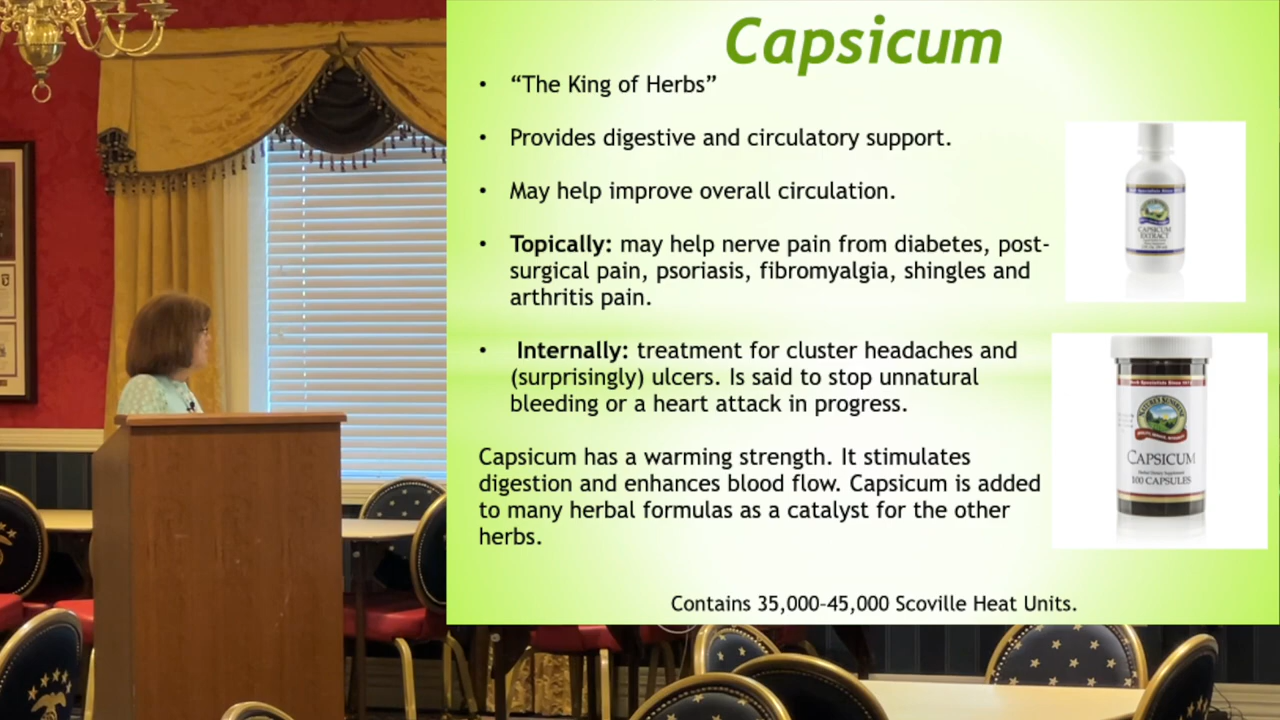 Capsicum
• “The King of Herbs”
• Provides digestive and circulatory support.
• May help improve overall circulation.
• Topically: may help nerve pain from diabetes, post-
surgical pain, psoriasis, fibromyalgia, shingles and
arthritis pain.
• Internally: treatment for cluster headaches and
(surprisingly) ulcers. Is said to stop unnatural
bleeding or a heart attack in progress.
Capsicum has a warming strength. It stimulates
digestion and enhances blood flow. Capsicum is added
to many herbal formulas as a catalyst for the other
herbs.
Contains 35,000–45,000 Scoville Heat Units.
CAPSICUM
EXTRACT
NATURE'S SUNSHINE
CAPSICUM
100 CAPSULES